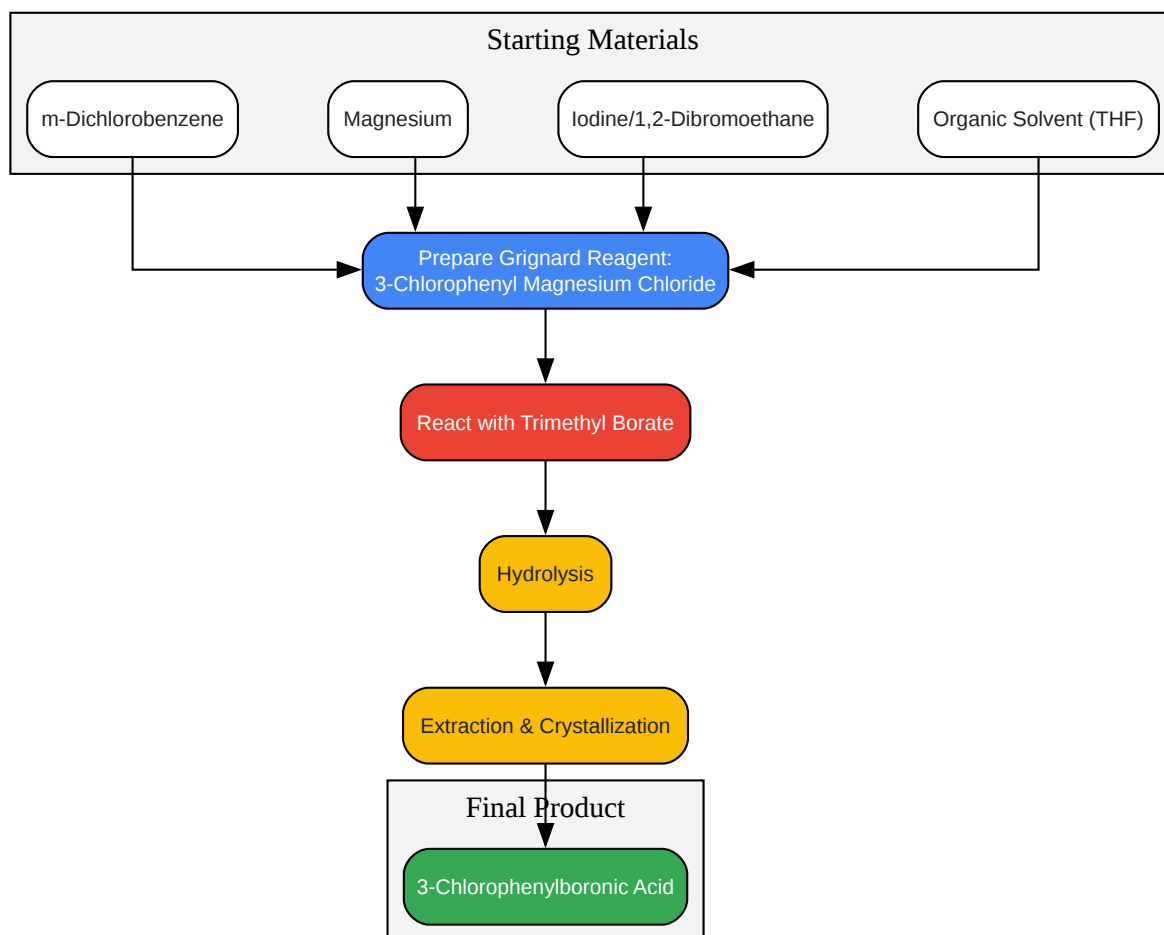 Starting Materials
m-Dichlorobenzene
Magnesium
Iodine/1,2-Dibromoethane
Organic Solvent (THF)
Prepare Grignard Reagent:
3-Chlorophenyl Magnesium Chloride
React with Trimethyl Borate
Hydrolysis
Extraction & Crystallization
Final Product
3-Chlorophenylboronic Acid